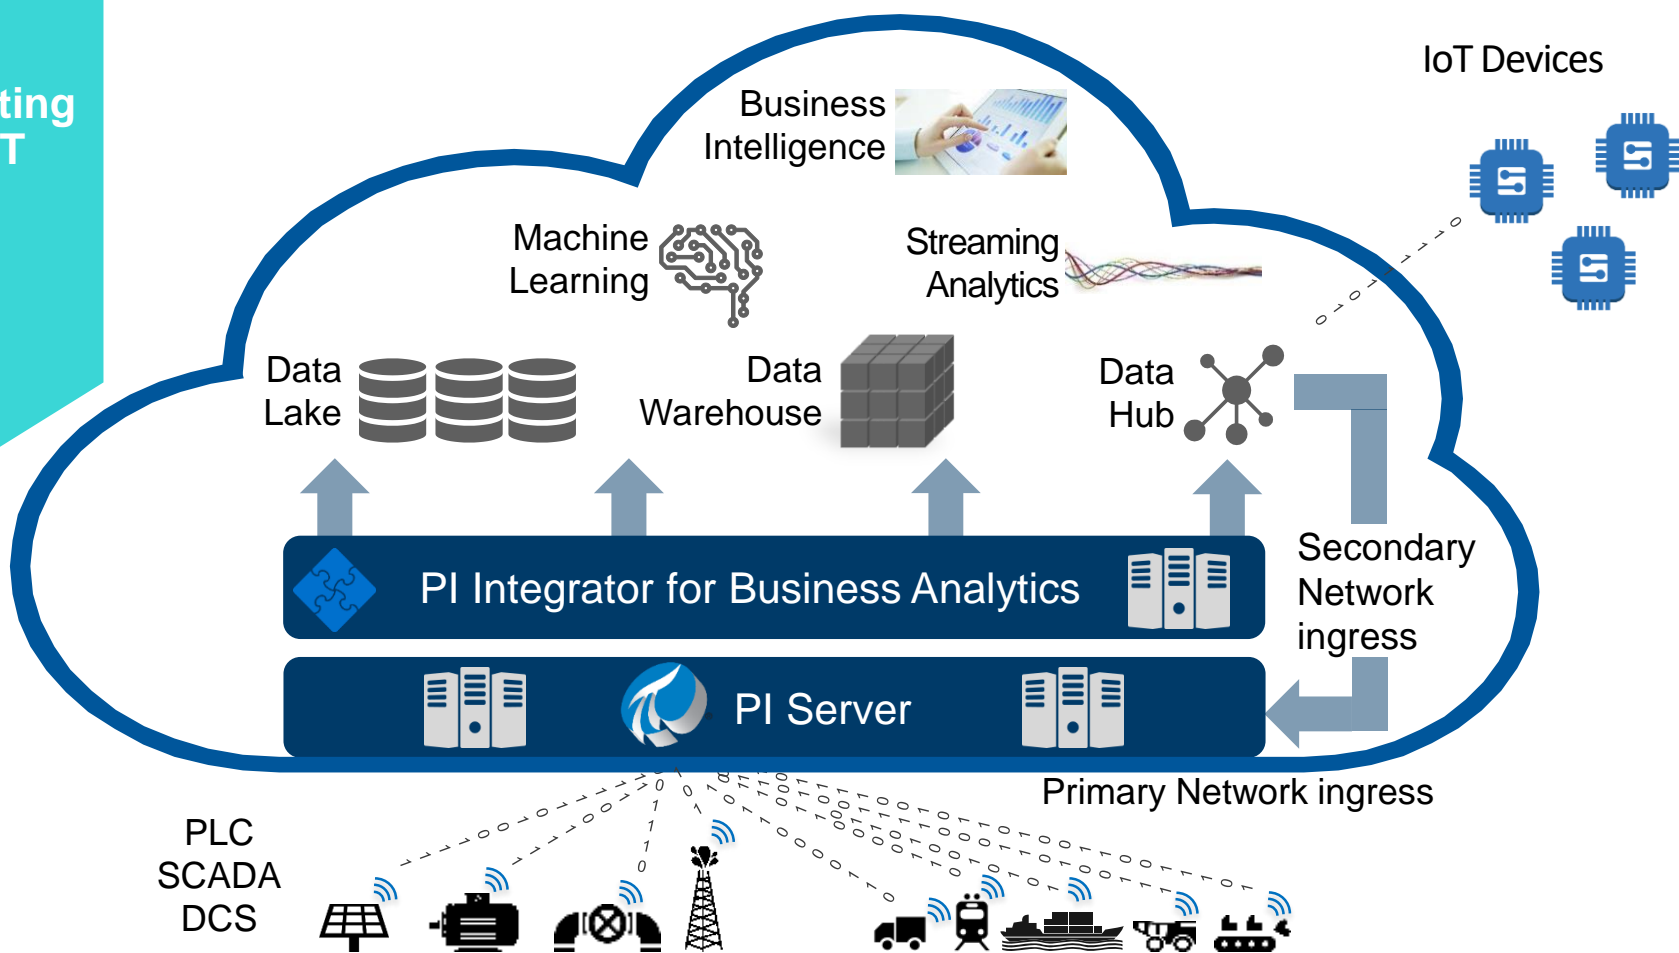 ting
T
IoT Devices
Business
Intelligence
Machine
Learning
Streaming
Analytics
Data
Lake
Data
Warehouse
Data
Hub
PI Integrator for Business Analytics
Secondary
Network
ingress
PI Server
Primary Network ingress
PLC
SCADA
DCS